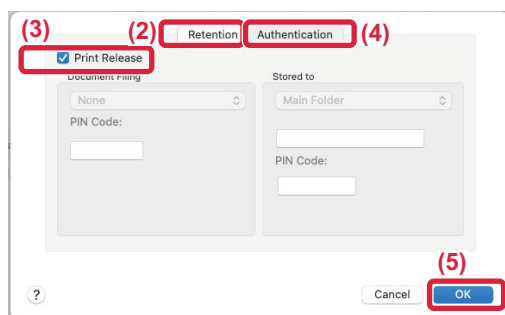 (3) (2) Retention Authentication (4)
Print Release
Document Filing Stored to
None Main Folder
PIN Code:
PIN Code:
(5)
? Cancel OK